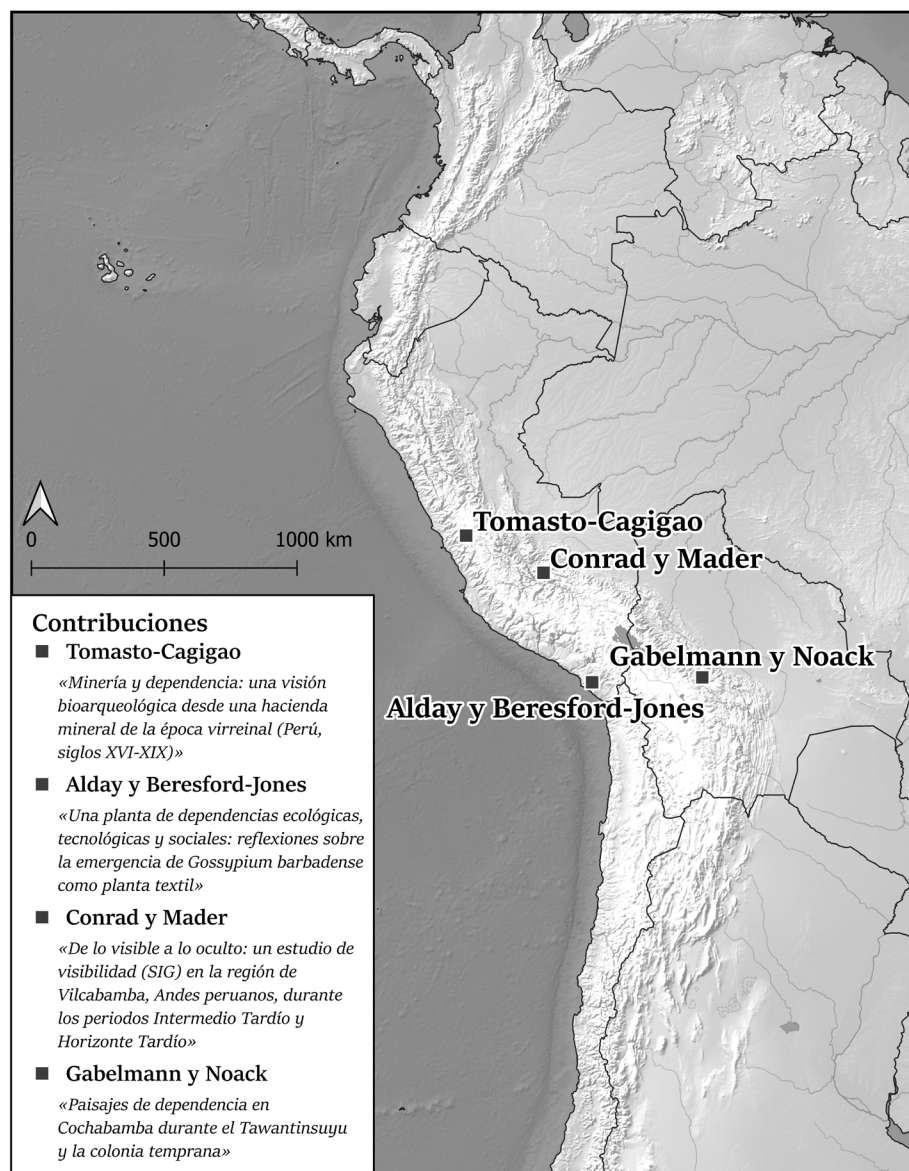 Tomasto-Cagigao
Conrad y Mader
Gabelmann y Noack
Alday y Beresford-Jones
0 500 1000 km
Contribuciones
Tomasto-Cagigao
«Minería y dependencia: una visión
bioarqueológica desde una hacienda
mineral de la época virreinal (Perú,
siglos XVI-XIX)»
Alday y Beresford-Jones
«Una planta de dependencias ecológicas,
tecnológicas y sociales: reflexiones sobre
la emergencia de Gossypium barbadense
como planta textil»
Conrad y Mader
«De lo visible a lo oculto: un estudio de
visibilidad (SIG) en la región de
Vilcabamba, Andes peruanos, durante
los periodos Intermedio Tardío y
Horizonte Tardío»
Gabelmann y Noack
«Paisajes de dependencia en
Cochabamba durante el Tawantinsuyu
y la colonia temprana»